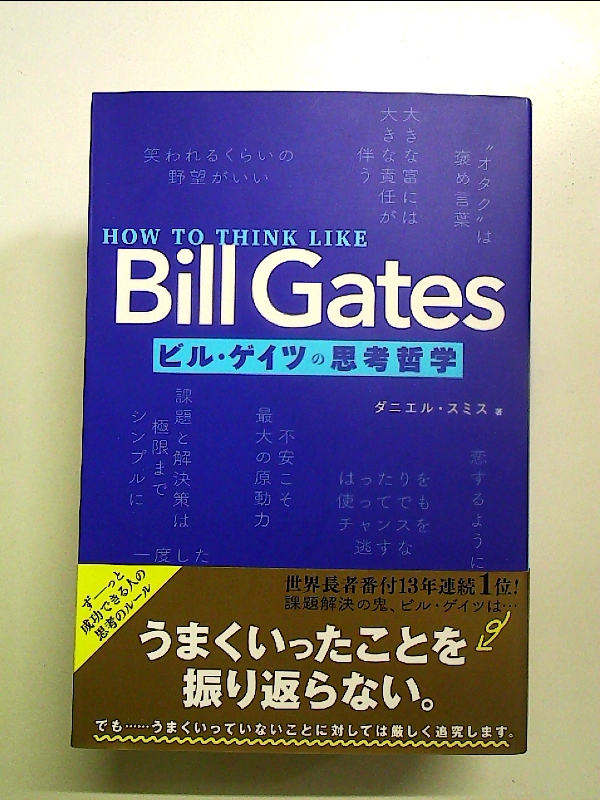 笑われるくらいの
野望がいい
大きな富には
大きな責任が
伴う
"オタク"は
褒め言葉
HOW TO THINK LIKE
Bill Gates
ビル・ゲイツの思考哲学
ダニエル・スミス 著
課題と解決策は
極限まで
シンプルに
不安こそ
最大の原動力
はったりをも
使ってでも
チャンスを
逃すな
恋するように
一度した
ずーっと
成功できる人の
思考のルール
世界長者番付13年連続1位!
課題解決の鬼、ビル・ゲイツは…
うまくいったことを
振り返らない。
でも……うまくいっていないことに対しては厳しく追究します。